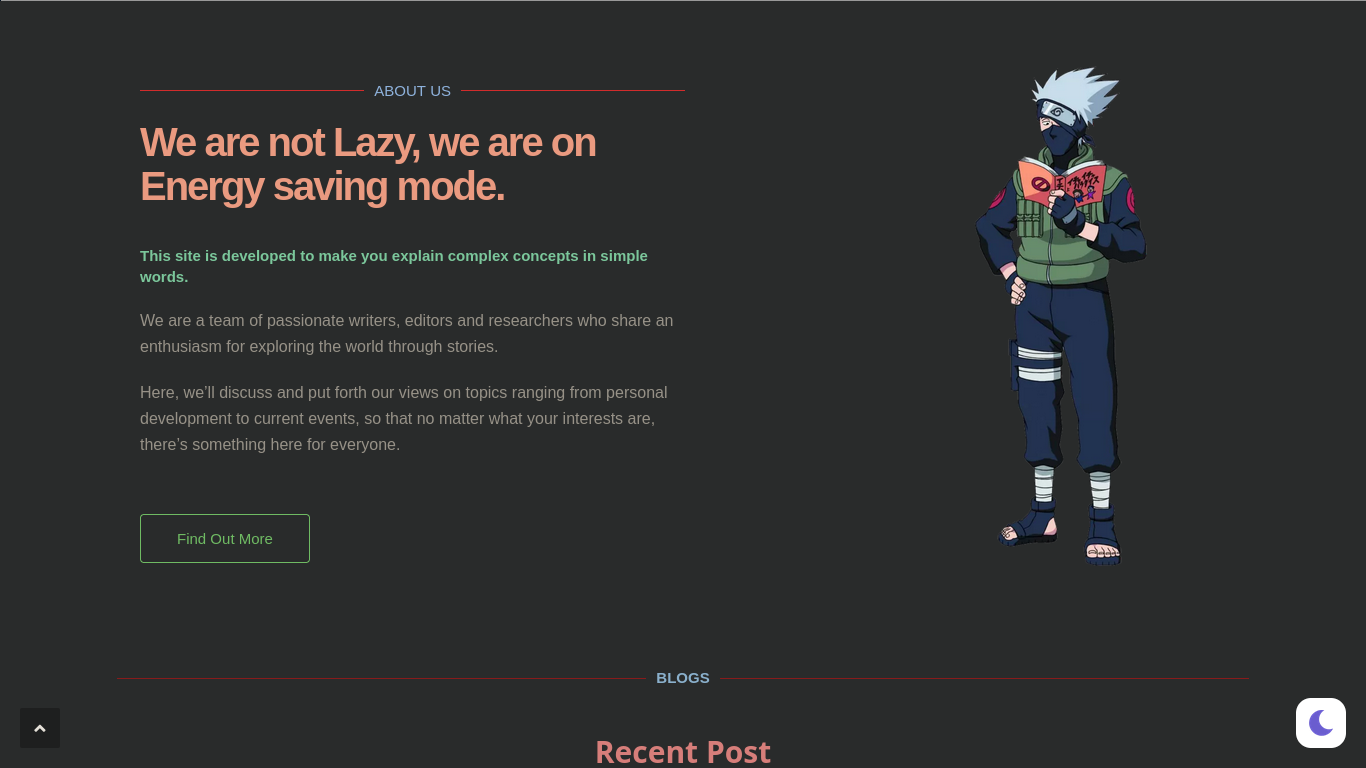 ABOUT US
We are not Lazy, we are on
Energy saving mode.
This site is developed to make you explain complex concepts in simple
words.
We are a team of passionate writers, editors and researchers who share an
enthusiasm for exploring the world through stories.
Here, we’ll discuss and put forth our views on topics ranging from personal
development to current events, so that no matter what your interests are,
there’s something here for everyone.
Find Out More
BLOGS
Recent Post